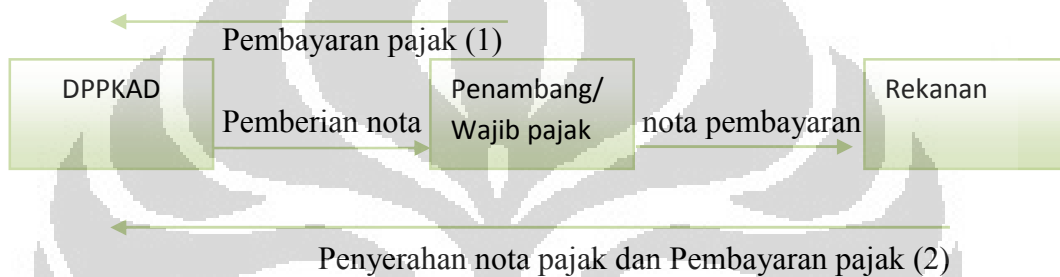 Pembayaran pajak (1)
DPPKAD
Pemberian nota
Penambang/
Wajib pajak
nota pembayaran
Rekanan
Penyerahan nota pajak dan Pembayaran pajak (2)